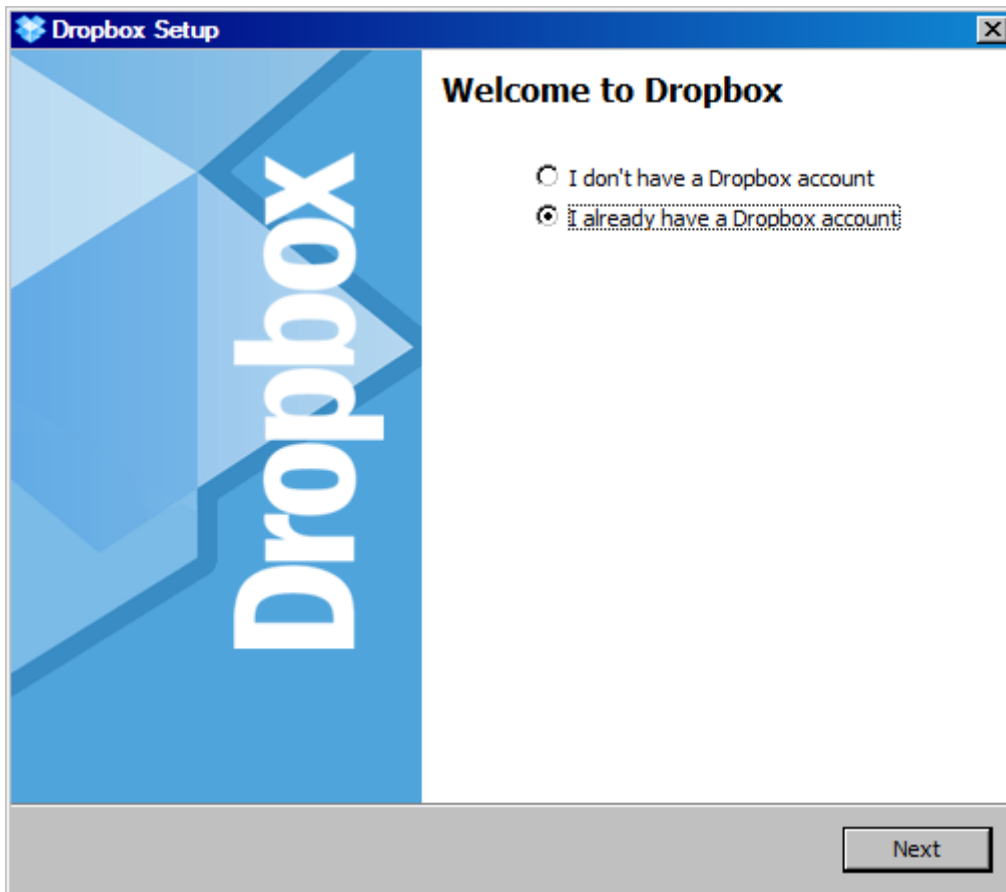 Dropbox Setup
Dropbox
Welcome to Dropbox
I don't have a Dropbox account
I already have a Dropbox account
Next